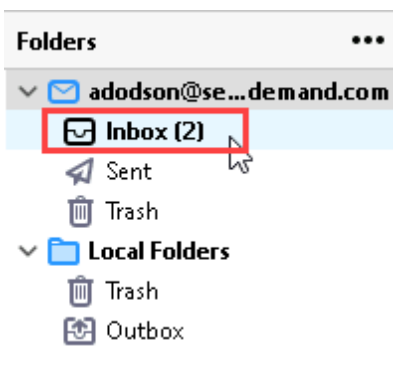 Folders •••
adodson@se...demand.com
Inbox (2)
Sent
Trash
Local Folders
Trash
Outbox